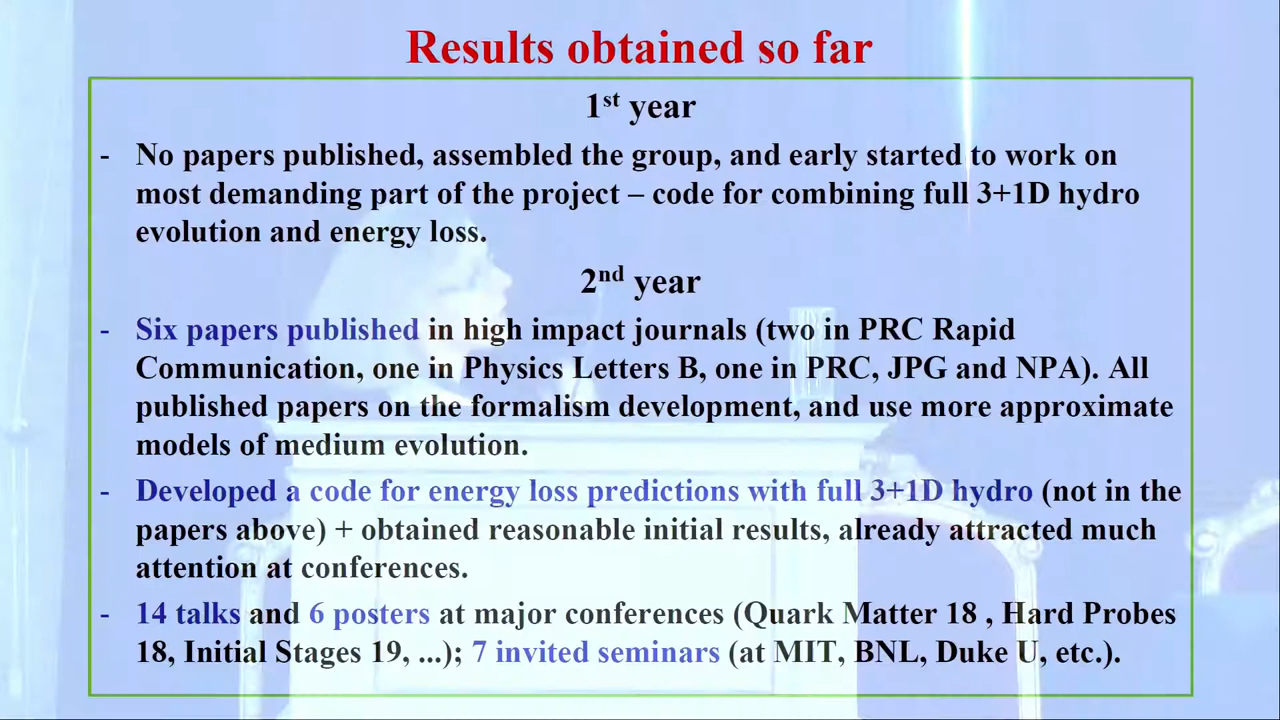 Results obtained so far
1st year
- No papers published, assembled the group, and early started to work on
most demanding part of the project – code for combining full 3+1D hydro
evolution and energy loss.
2nd year
- Six papers published in high impact journals (two in PRC Rapid
Communication, one in Physics Letters B, one in PRC, JPG and NPA). All
published papers on the formalism development, and use more approximate
models of medium evolution.
- Developed a code for energy loss predictions with full 3+1D hydro (not in the
papers above) + obtained reasonable initial results, already attracted much
attention at conferences.
- 14 talks and 6 posters at major conferences (Quark Matter 18 , Hard Probes
18, Initial Stages 19, ...); 7 invited seminars (at MIT, BNL, Duke U, etc.).